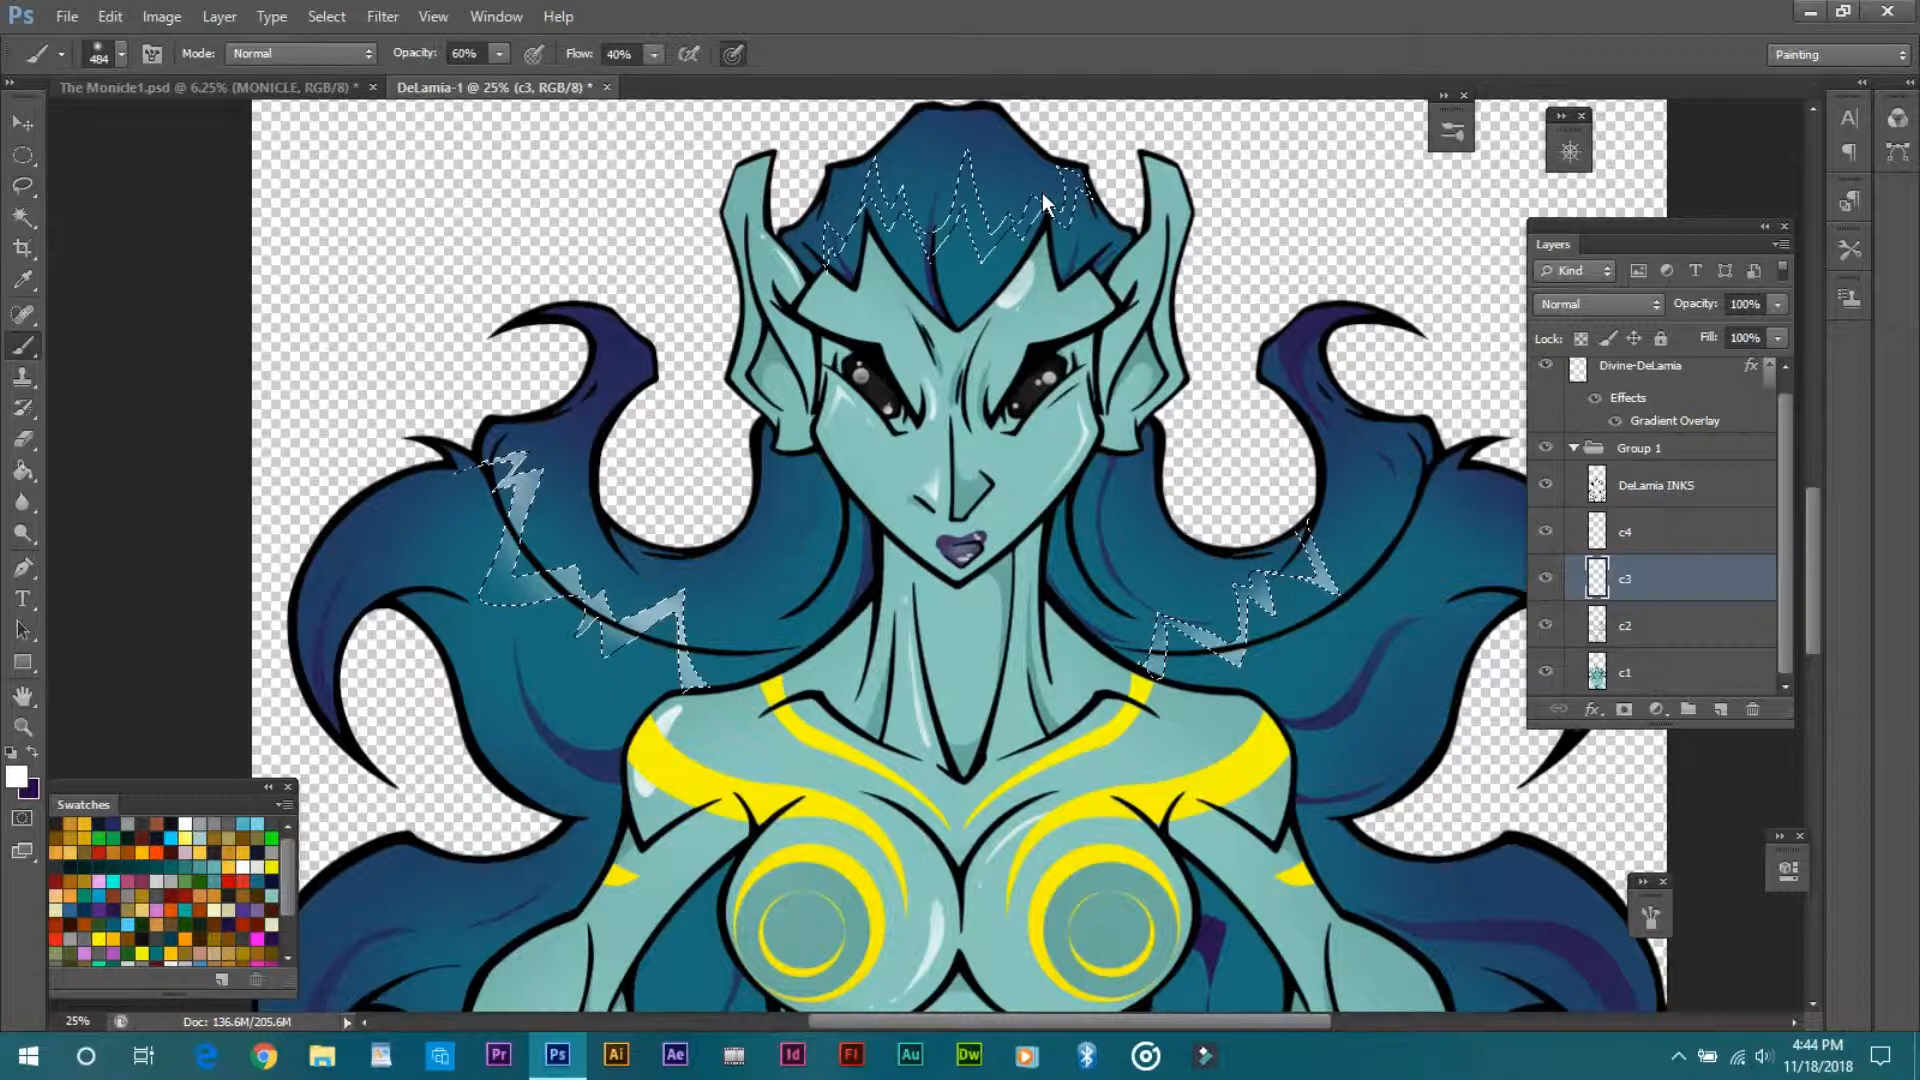 Ps File Edit Image Layer Type Select Filter View Window Help
484 Mode: Normal Opacity: 60% Flow: 40% Painting
The Monicle1.psd @ 6.25% (MONICLE, RGB/8) * × DeLamia-1 @ 25% (c3, RGB/8) * ×
Layers
Kind
Normal Opacity: 100%
Lock: Fill: 100%
Divine-DeLamia fx
Effects
Gradient Overlay
Group 1
DeLamia INKS
c4
c3
c2
c1
fx
Swatches
25% Doc: 136.6M/205.6M
Pr Ps Ai Ae Id Fl Au Dw
4:44 PM
11/18/2018